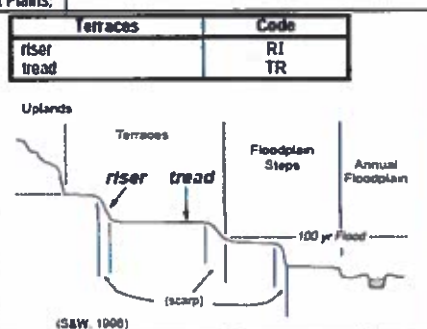 Plains,
Terraces Code
riser RI
tread TR
Uplands
Terraces
Floodplain
Steps
Annual
Floodplain
riser tread
100 yr Flood
(scarp)
(S&W, 1996)